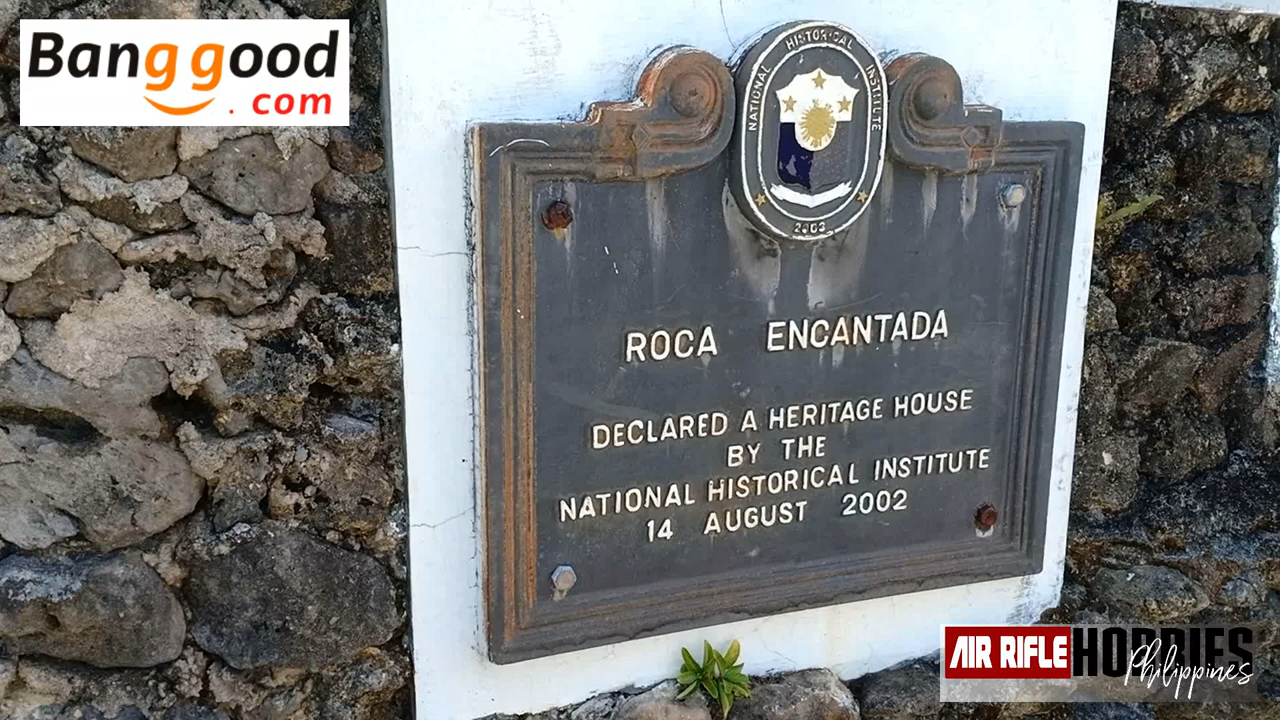 Banggood
.com
NATIONAL HISTORICAL INSTITUTE
2003
ROCA ENCANTADA
DECLARED A HERITAGE HOUSE
BY THE
NATIONAL HISTORICAL INSTITUTE
14 AUGUST 2002
AIR RIFLE HOBBIES
Philippines